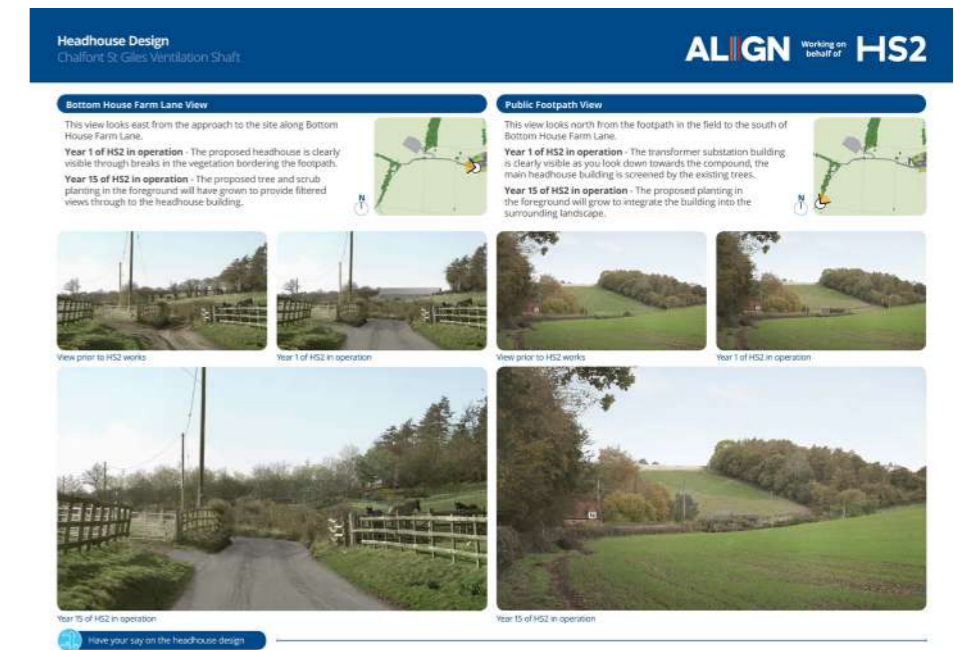 Headhouse Design
Chalfont St Giles Ventilation Shaft
ALIGN
Working on
behalf of
HS2
Bottom House Farm Lane View
This view looks east from the approach to the site along Bottom
House Farm Lane.
Year 1 of HS2 in operation - The proposed headhouse is clearly
visible through breaks in the vegetation bordering the footpath.
Year 15 of HS2 in operation - The proposed tree and scrub
planting in the foreground will have grown to provide filtered
views through to the headhouse building.
N
Public Footpath View
This view looks north from the footpath in the field to the south of
Bottom House Farm Lane.
Year 1 of HS2 in operation - The transformer substation building
is clearly visible as you look down towards the compound, the
main headhouse building is screened by the existing trees.
Year 15 of HS2 in operation - The proposed planting in
the foreground will grow to integrate the building into the
surrounding landscape.
N
View prior to HS2 works
Year 1 of HS2 in operation
View prior to HS2 works
Year 1 of HS2 in operation
Year 15 of HS2 in operation
Year 15 of HS2 in operation
Have your say on the headhouse design